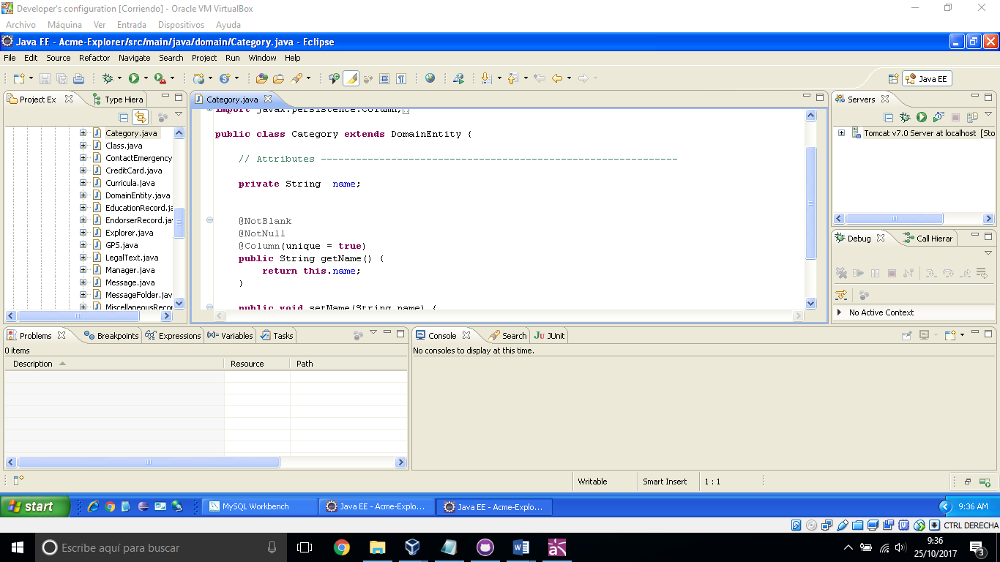 Developer's configuration [Corriendo] - Oracle VM VirtualBox
Archivo Máquina Ver Entrada Dispositivos Ayuda
Java EE - Acme-Explorer/src/main/java/domain/Category.java - Eclipse
File Edit Source Refactor Navigate Search Project Run Window Help
Java EE
Project Ex Type Hiera
Category.java
Class.java
ContactEmergency
CreditCard.java
Curricula.java
DomainEntity.java
EducationRecord.ja
EndorserRecord.jav
Explorer.java
GPS.java
LegalText.java
Manager.java
Message.java
MessageFolder.jav
MiscellaneousRecor
Category.java
import javax.persistence.Column;
public class Category extends DomainEntity {
// Attributes -------------------------------------------------------------
private String  name;
@NotBlank
@NotNull
@Column(unique = true)
public String getName() {
return this.name;
}
public void setName(String name) {
Servers
Tomcat v7.0 Server at localhost [Sto
Debug Call Hierar
No Active Context
Problems Breakpoints Expressions Variables Tasks
0 items
Description Resource Path
Console Search JUnit
No consoles to display at this time.
Writable Smart Insert 1 : 1
start MySQL Workbench Java EE - Acme-Explo... Java EE - Acme-Explo... 9:36 AM
CTRL DERECHA
Escribe aquí para buscar
9:36
25/10/2017
3